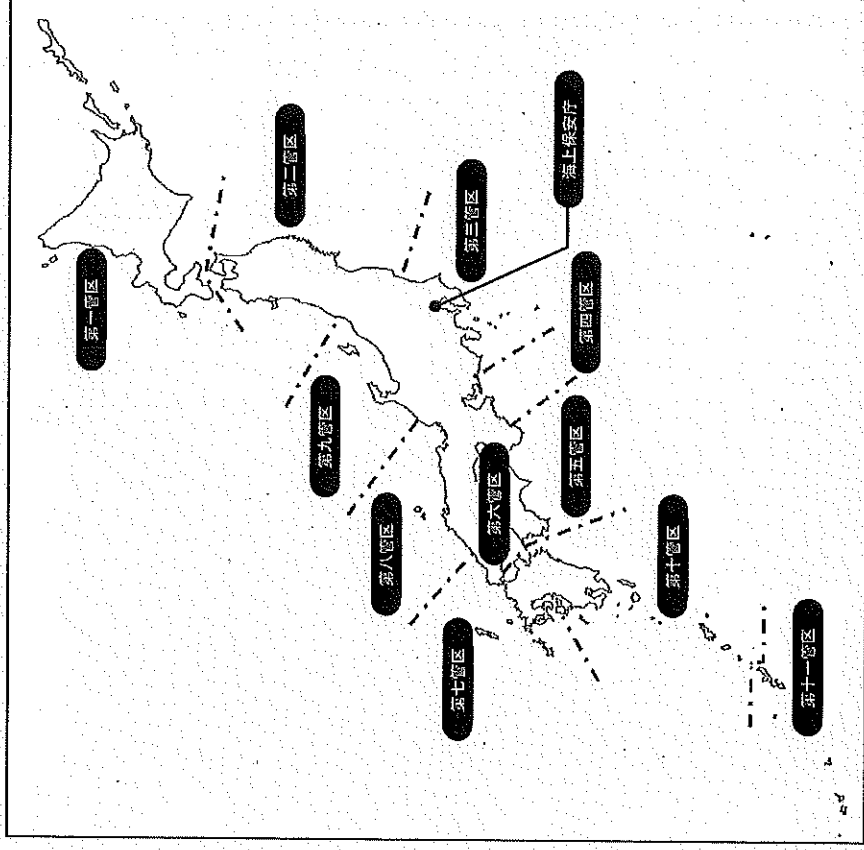 第一管区
第二管区
海上保安庁
第三管区
第四管区
第九管区
第五管区
第六管区
第八管区
第十管区
第七管区
第十一管区